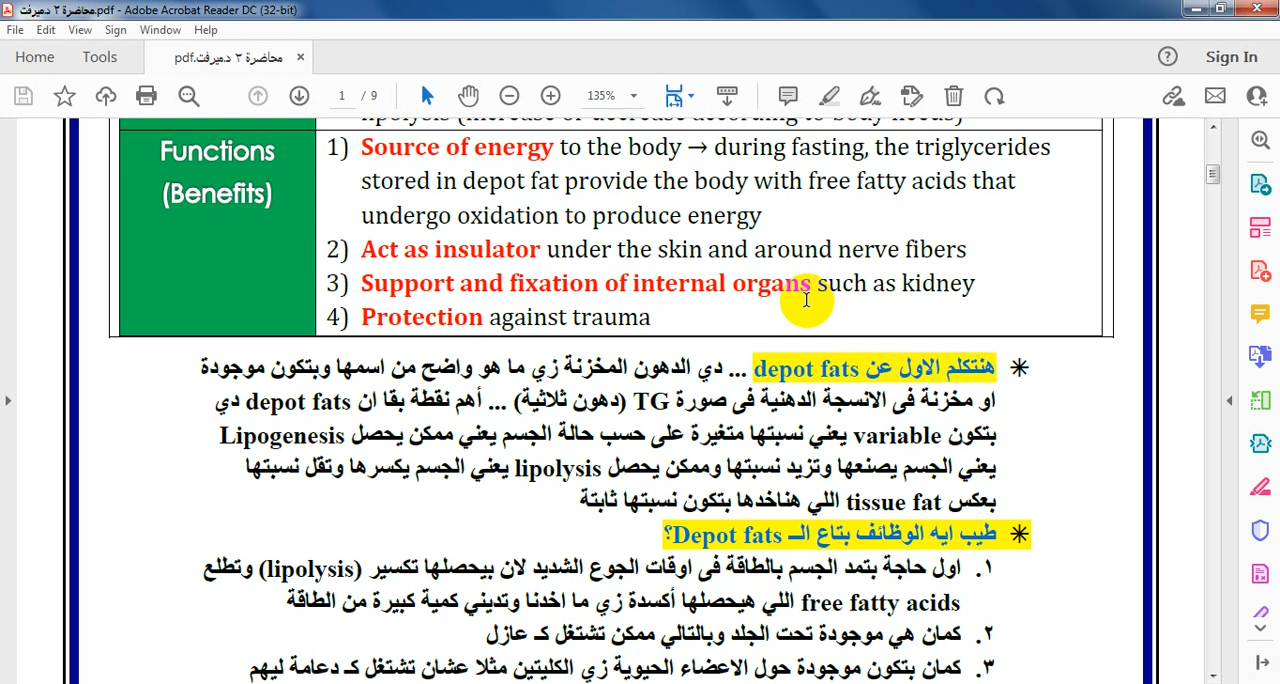 محاضرة ٢ د.ميرفت.pdf - Adobe Acrobat Reader DC (32-bit)
File Edit View Sign Window Help
Home Tools محاضرة ٢ د.ميرفت.pdf × ? Sign In
1 / 9 135%
Functions
(Benefits)
1) Source of energy to the body → during fasting, the triglycerides
stored in depot fat provide the body with free fatty acids that
undergo oxidation to produce energy
2) Act as insulator under the skin and around nerve fibers
3) Support and fixation of internal organs such as kidney
4) Protection against trauma
✳ هنتكلم الاول عن depot fats ... دي الدهون المخزنة زي ما هو واضح من اسمها وبتكون موجودة
او مخزنة فى الانسجة الدهنية فى صورة TG (دهون ثلاثية) ... أهم نقطة بقا ان depot fats دي
بتكون variable يعني نسبتها متغيرة على حسب حالة الجسم يعني ممكن يحصل Lipogenesis
يعني الجسم يصنعها وتزيد نسبتها وممكن يحصل lipolysis يعني الجسم يكسرها وتقل نسبتها
بعكس tissue fat اللي هناخدها بتكون نسبتها ثابتة
✳ طيب ايه الوظائف بتاع الــ Depot fats؟
١. اول حاجة بتمد الجسم بالطاقة فى اوقات الجوع الشديد لان بيحصلها تكسير (lipolysis) وتطلع
free fatty acids اللي هيحصلها أكسدة زي ما اخدنا وتديني كمية كبيرة من الطاقة
٢. كمان هي موجودة تحت الجلد وبالتالي ممكن تشتغل كـ عازل
٣. كمان بتكون موجودة حول الاعضاء الحيوية زي الكليتين مثلا عشان تشتغل كـ دعامة ليهم